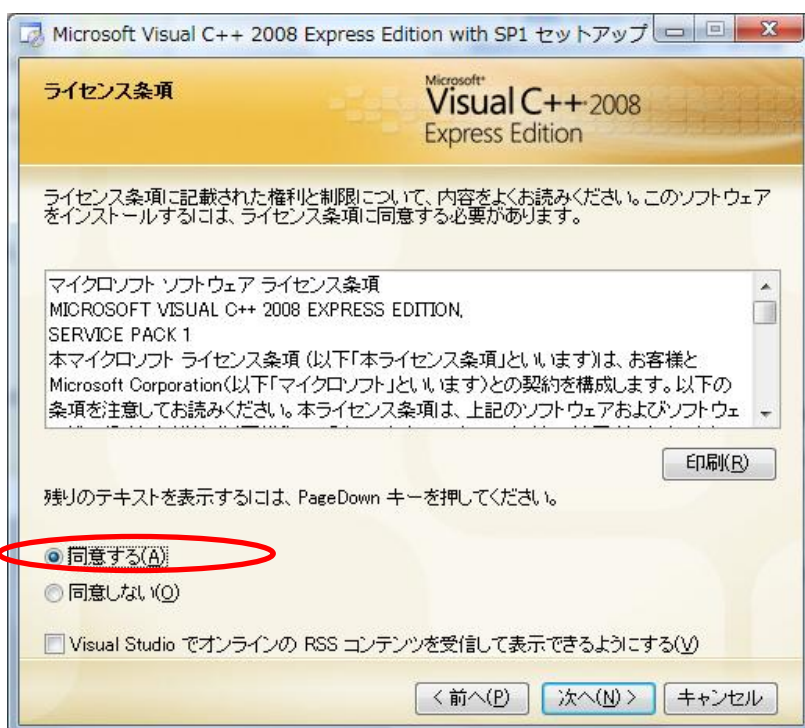 Microsoft Visual C++ 2008 Express Edition with SP1 セットアップ
ライセンス条項
Microsoft
Visual C++ 2008
Express Edition
ライセンス条項に記載された権利と制限について、内容をよくお読みください。このソフトウェア
をインストールするには、ライセンス条項に同意する必要があります。
マイクロソフト ソフトウェア ライセンス条項
MICROSOFT VISUAL C++ 2008 EXPRESS EDITION,
SERVICE PACK 1
本マイクロソフト ライセンス条項 (以下「本ライセンス条項」といいます)は、お客様と
Microsoft Corporation(以下「マイクロソフト」といいます)との契約を構成します。以下の
条項を注意してお読みください。本ライセンス条項は、上記のソフトウェアおよびソフトウェ
印刷(R)
残りのテキストを表示するには、PageDown キーを押してください。
同意する(A)
同意しない(O)
Visual Studio でオンラインの RSS コンテンツを受信して表示できるようにする(V)
< 前へ(P)
次へ(N) >
キャンセル